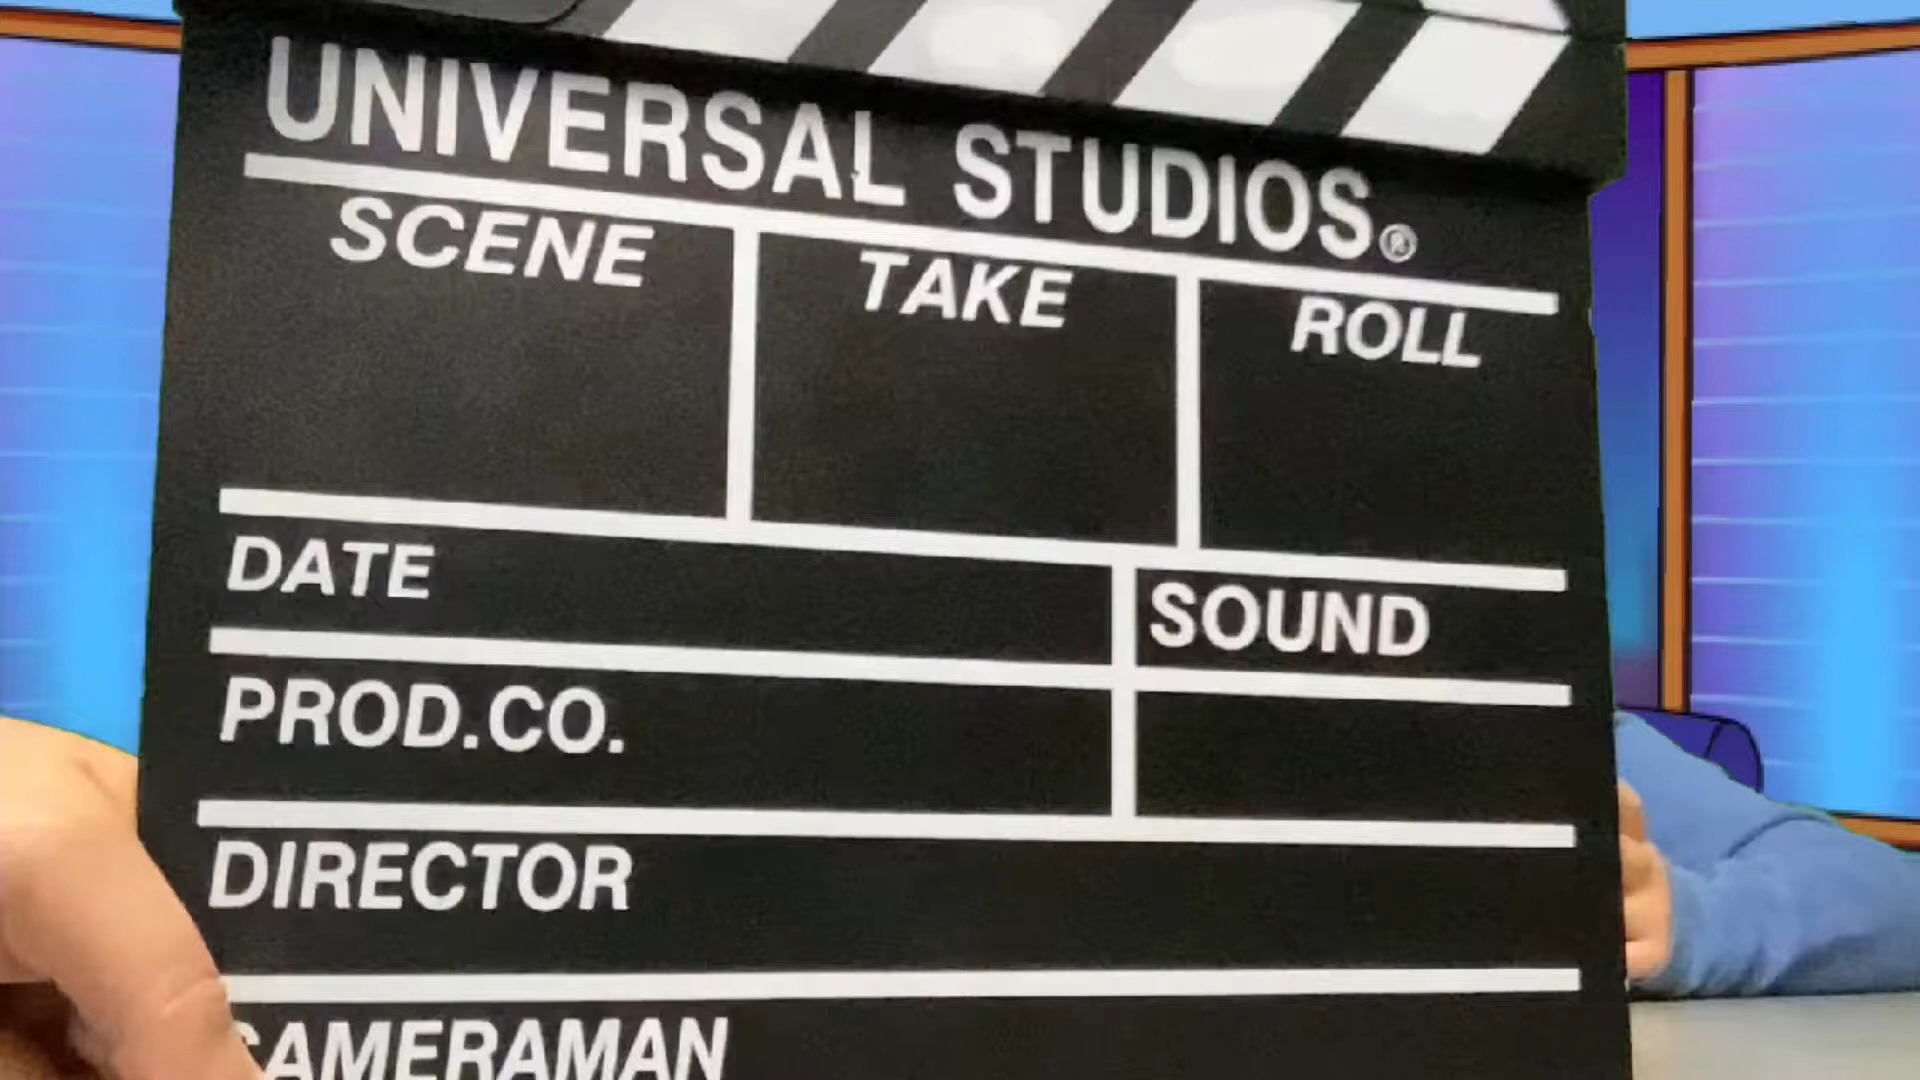 UNIVERSAL STUDIOS®
SCENE TAKE ROLL
DATE SOUND
PROD.CO.
DIRECTOR
CAMERAMAN